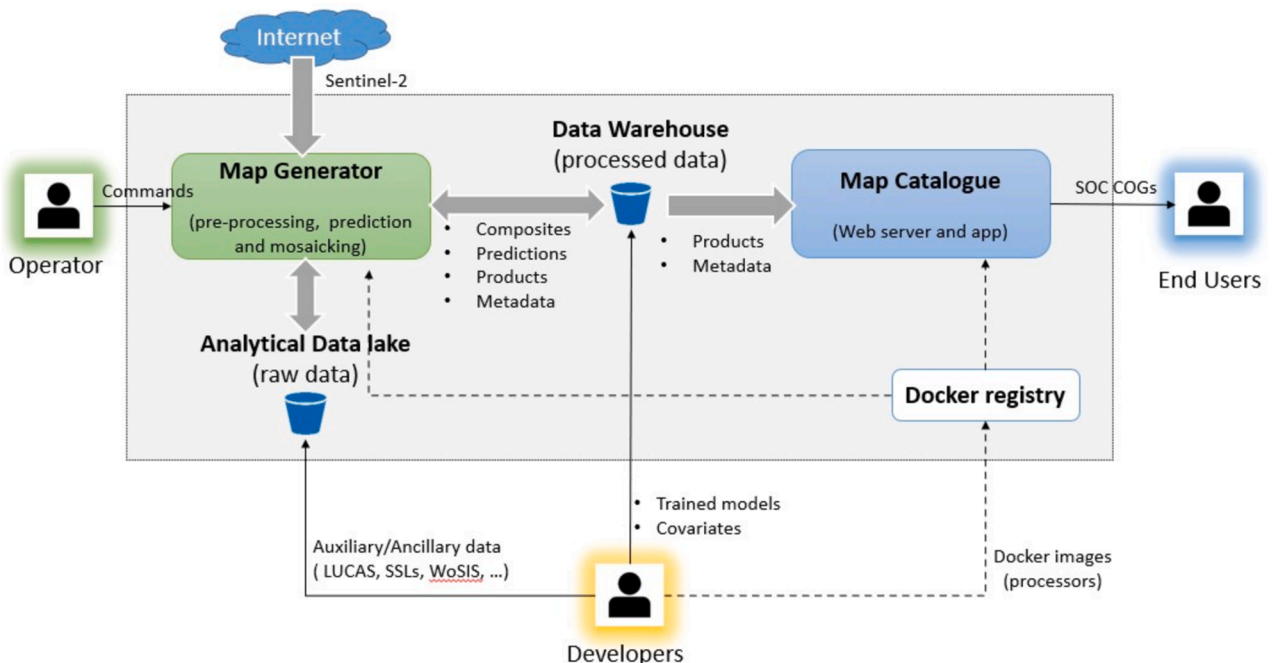 Internet
Sentinel-2
Data Warehouse
(processed data)
Map Generator
(pre-processing, prediction
and mosaicking)
Map Catalogue
(Web server and app)
Commands
Operator
SOC COGs
End Users
• Composites
• Predictions
• Products
• Metadata
• Products
• Metadata
Analytical Data lake
(raw data)
Docker registry
• Trained models
• Covariates
Auxiliary/Ancillary data
( LUCAS, SSLs, WoSIS, ...)
Docker images
(processors)
Developers